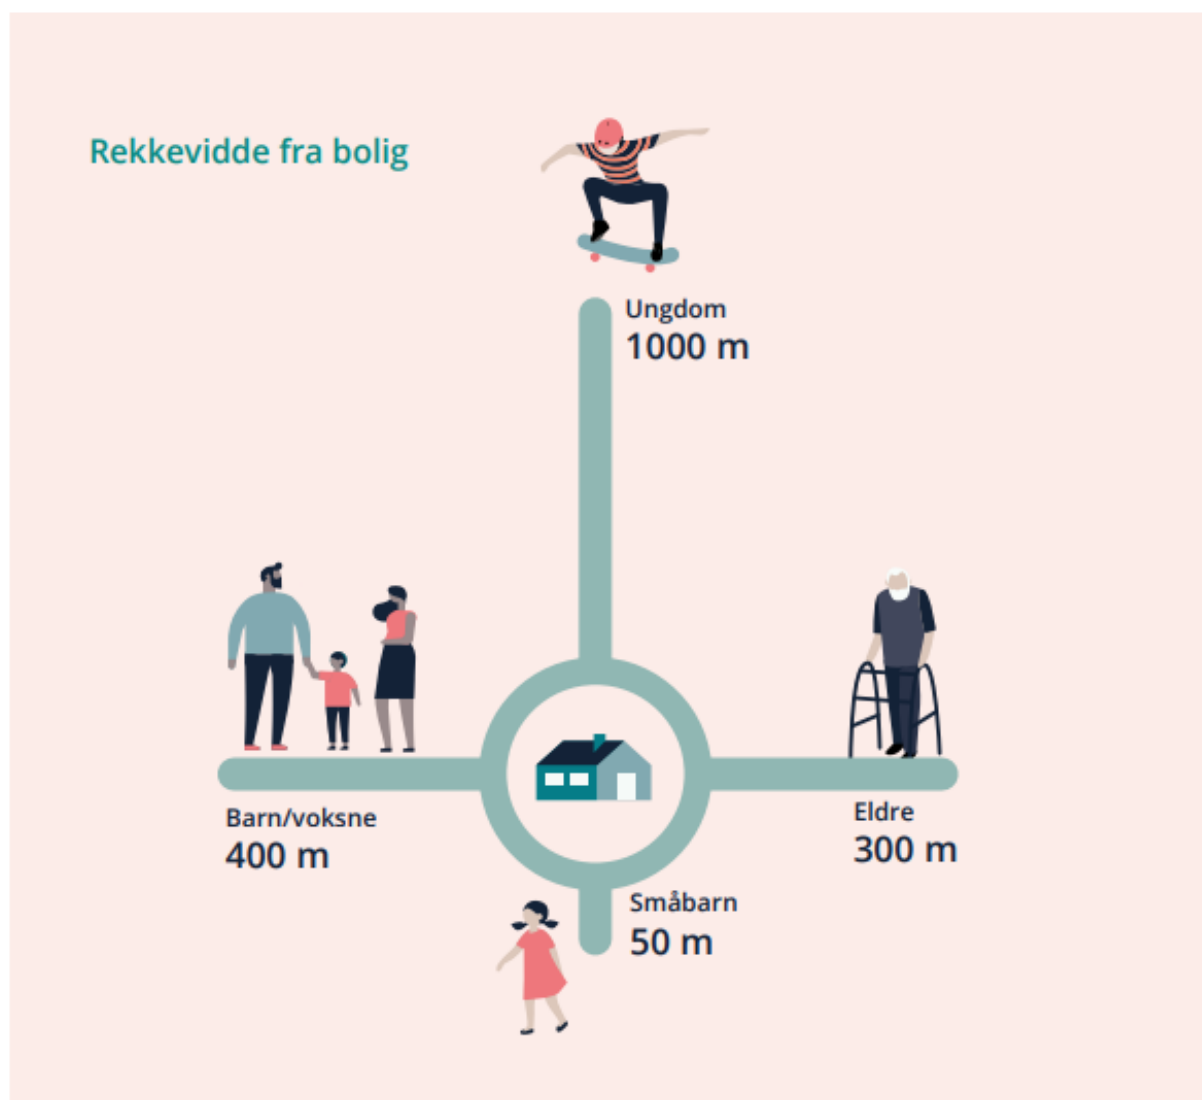 Rekkevidde fra bolig
Ungdom
1000 m
Barn/voksne
400 m
Eldre
300 m
Småbarn
50 m